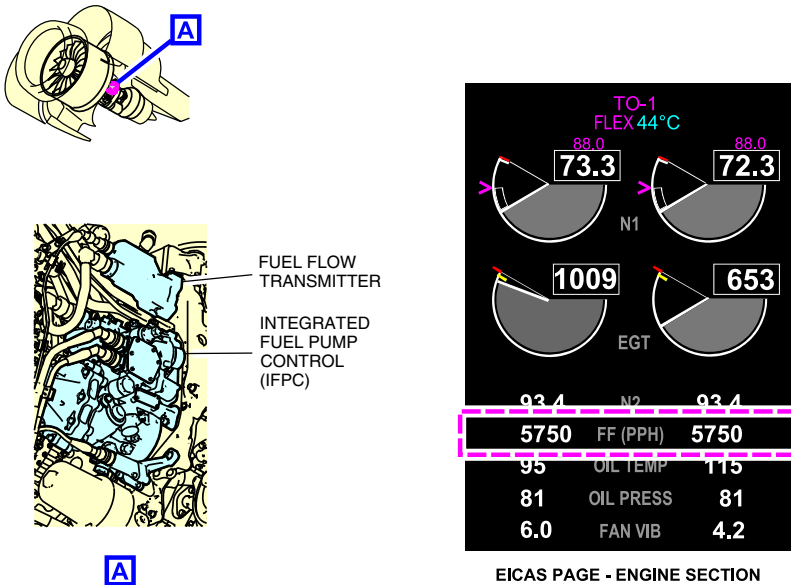 A
FUEL FLOW
TRANSMITTER
INTEGRATED
FUEL PUMP
CONTROL
(IFPC)
A
TO-1
FLEX 44°C
88.0 88.0
73.3 72.3
N1
1009 653
EGT
93.4 N2 93.4
5750 FF (PPH) 5750
95 OIL TEMP 115
81 OIL PRESS 81
6.0 FAN VIB 4.2
EICAS PAGE - ENGINE SECTION